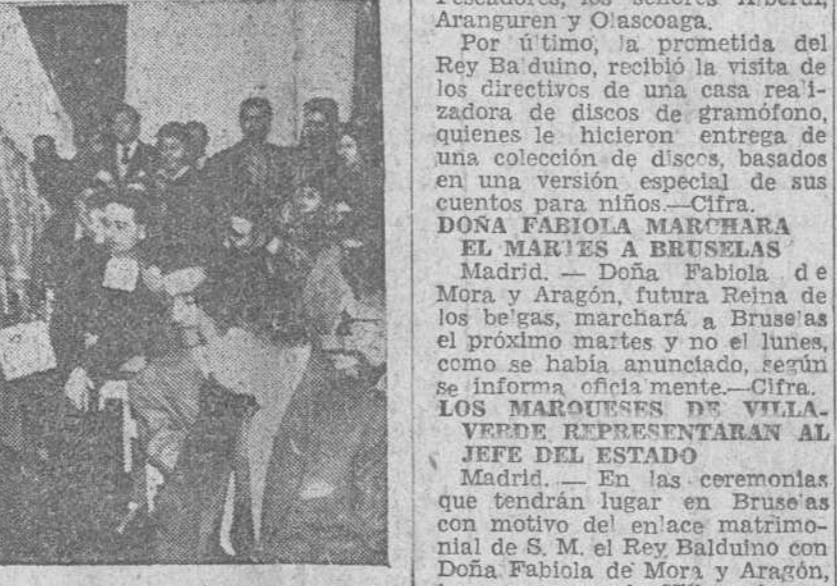 Pescadores, los señores Alberdi,
Aranguren y Olascoaga.
Por último, la prometida del
Rey Balduino, recibió la visita de
los directivos de una casa reali-
zadora de discos de gramófono,
quienes le hicieron entrega de
una colección de discos, basados
en una versión especial de sus
cuentos para niños.—Cifra.
DOÑA FABIOLA MARCHARA
EL MARTES A BRUSELAS
Madrid. — Doña Fabiola de
Mora y Aragón, futura Reina de
los belgas, marchará a Bruselas
el próximo martes y no el lunes,
como se había anunciado, según
se informa oficialmente.—Cifra.
LOS MARQUESES DE VILLA-
VERDE REPRESENTARAN AL
JEFE DEL ESTADO
Madrid. — En las ceremonias
que tendrán lugar en Bruselas
con motivo del enlace matrimo-
nial de S. M. el Rey Balduino con
Doña Fabiola de Mora y Aragón,